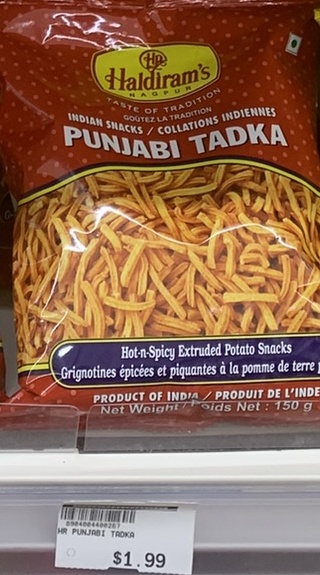 HR
Haldiram's
NAGPUR
TASTE OF TRADITION
GOÛTEZ LA TRADITION
INDIAN SNACKS / COLLATIONS INDIENNES
PUNJABI TADKA
Hot-n-Spicy Extruded Potato Snacks
Grignotines épicées et piquantes à la pomme de terre
PRODUCT OF INDIA / PRODUIT DE L'INDE
Net Weight / Poids Net : 150 g
HR PUNJABI TADKA
$1.99